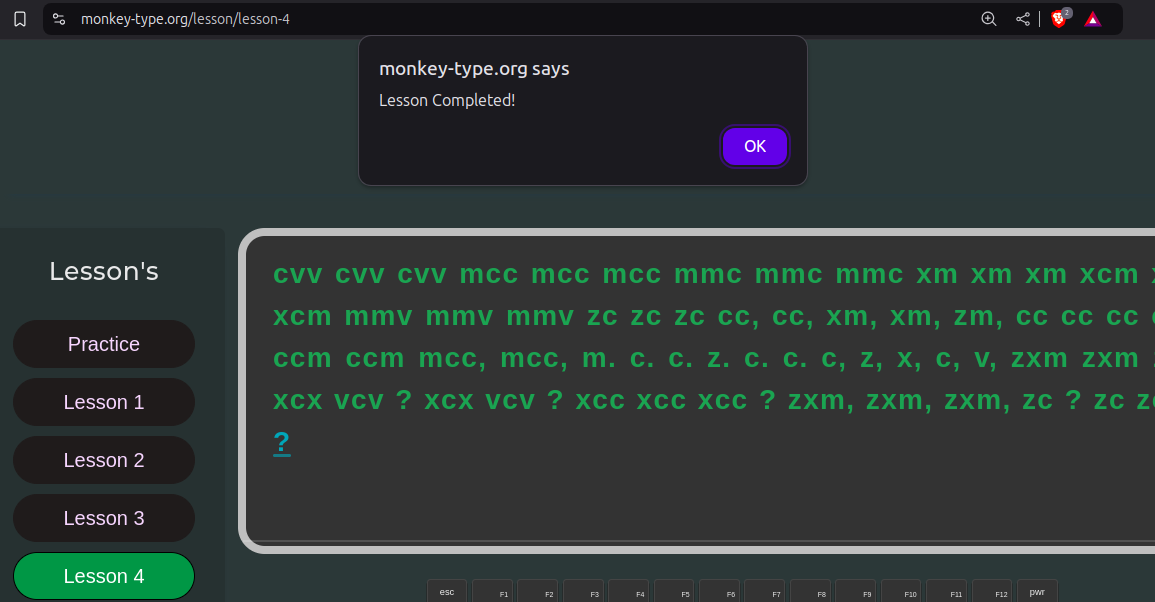 monkey-type.org/lesson/lesson-4
2
monkey-type.org says
Lesson Completed!
OK
Lesson's
Practice
Lesson 1
Lesson 2
Lesson 3
Lesson 4
cvv cvv cvv mcc mcc mcc mmc mmc mmc xm xm xm xcm
xcm mmv mmv mmv zc zc zc cc, cc, xm, xm, zm, cc cc cc
ccm ccm mcc, mcc, m. c. c. z. c. c. c, z, x, c, v, zxm zxm
xcx vcv ? xcx vcv ? xcc xcc xcc ? zxm, zxm, zxm, zc ? zc
?
esc F1 F2 F3 F4 F5 F6 F7 F8 F9 F10 F11 F12 pwr